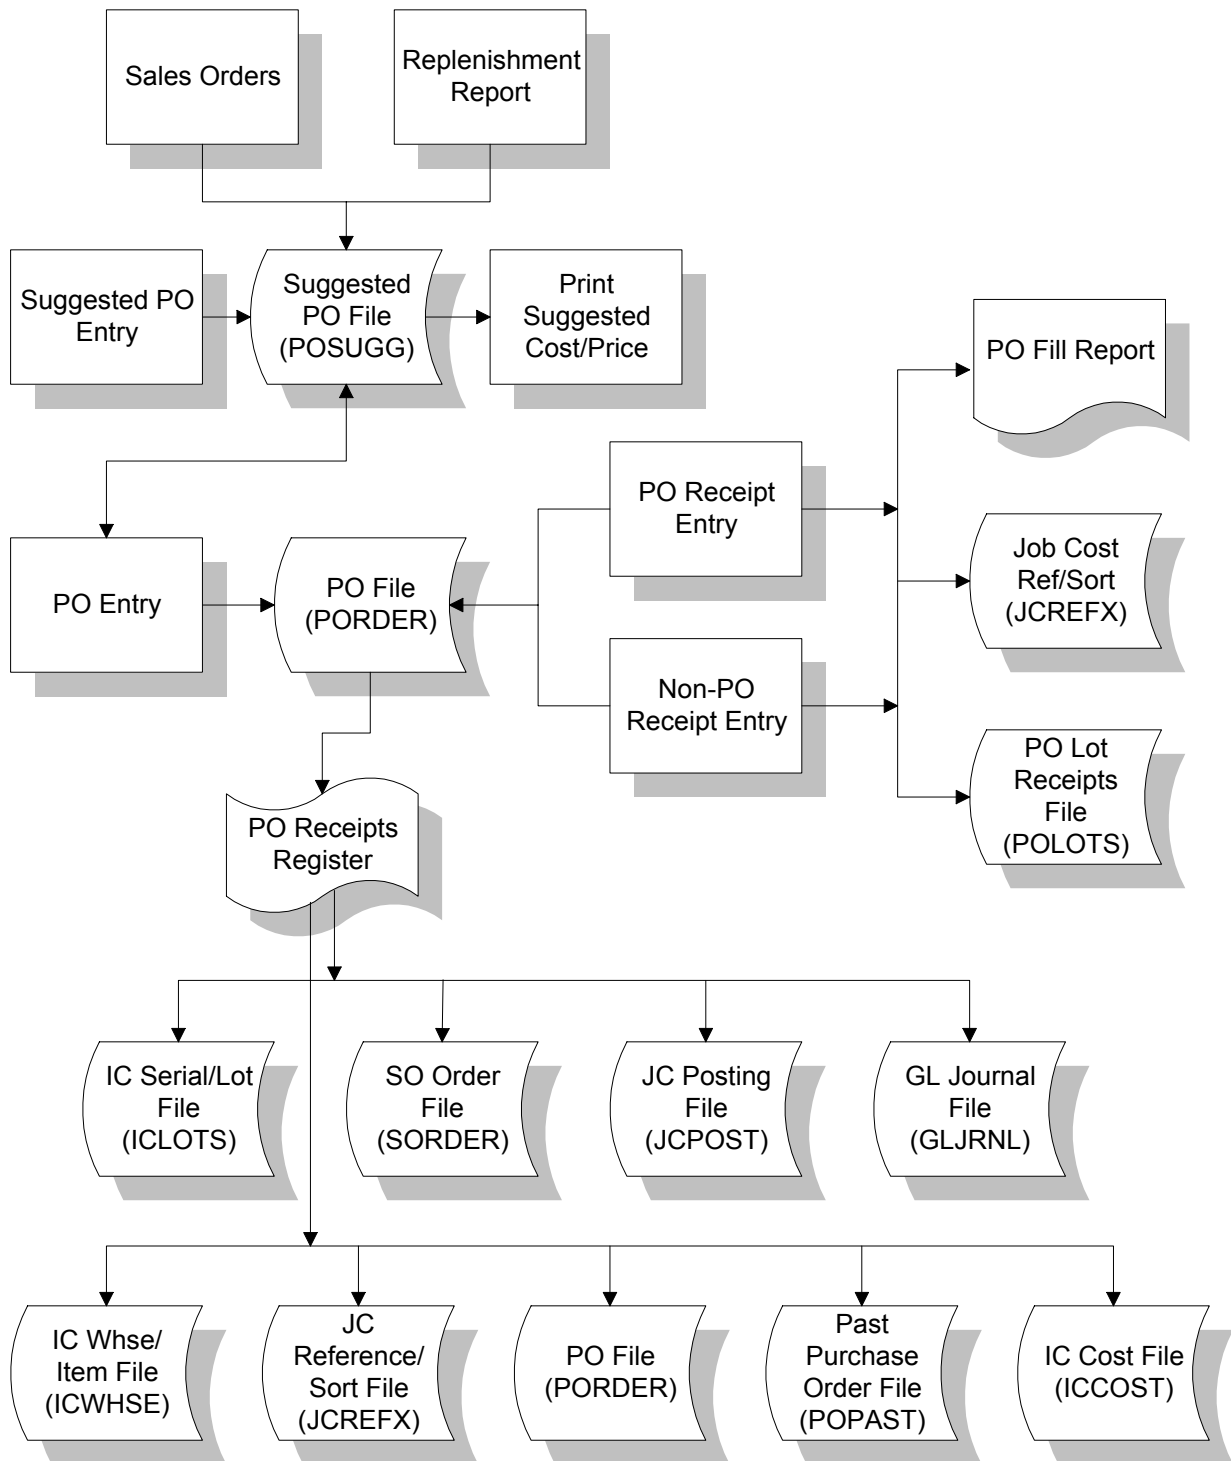 Sales Orders
Replenishment
Report
Suggested PO
Entry
Suggested
PO File
(POSUGG)
Print
Suggested
Cost/Price
PO Fill Report
PO Receipt
Entry
Job Cost
Ref/Sort
(JCREFX)
PO Entry
PO File
(PORDER)
Non-PO
Receipt Entry
PO Lot
Receipts
File
(POLOTS)
PO Receipts
Register
IC Serial/Lot
File
(ICLOTS)
SO Order
File
(SORDER)
JC Posting
File
(JCPOST)
GL Journal
File
(GLJRNL)
IC Whse/
Item File
(ICWHSE)
JC
Reference/
Sort File
(JCREFX)
PO File
(PORDER)
Past
Purchase
Order File
(POPAST)
IC Cost File
(ICCOST)